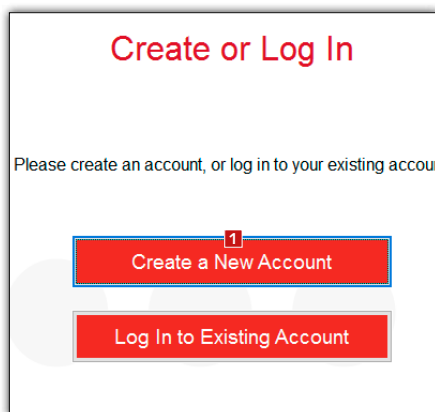 Create or Log In
Please create an account, or log in to your existing
1
Create a New Account
Log In to Existing Account